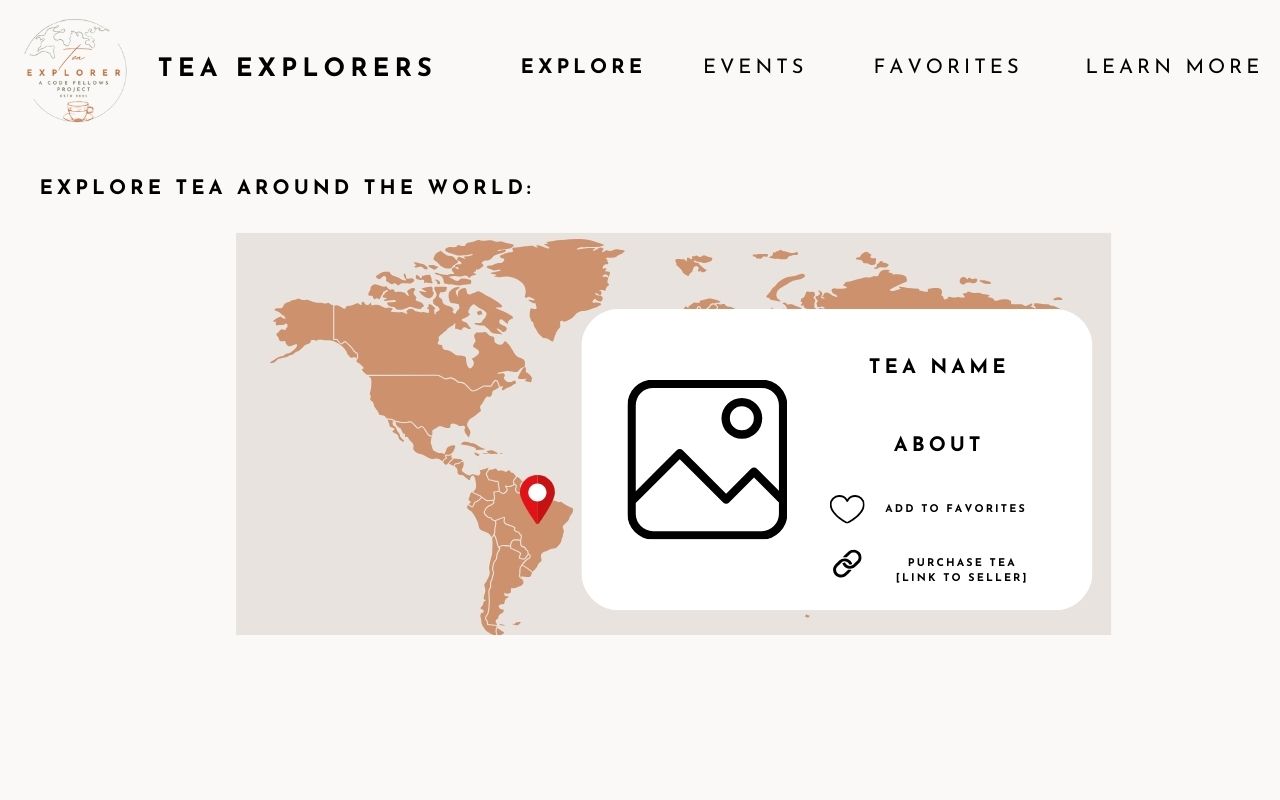 Tea
EXPLORER
A CODE FELLOWS
PROJECT
TEA EXPLORERS
EXPLORE
EVENTS
FAVORITES
LEARN MORE
EXPLORE TEA AROUND THE WORLD:
TEA NAME
ABOUT
ADD TO FAVORITES
PURCHASE TEA
[LINK TO SELLER]